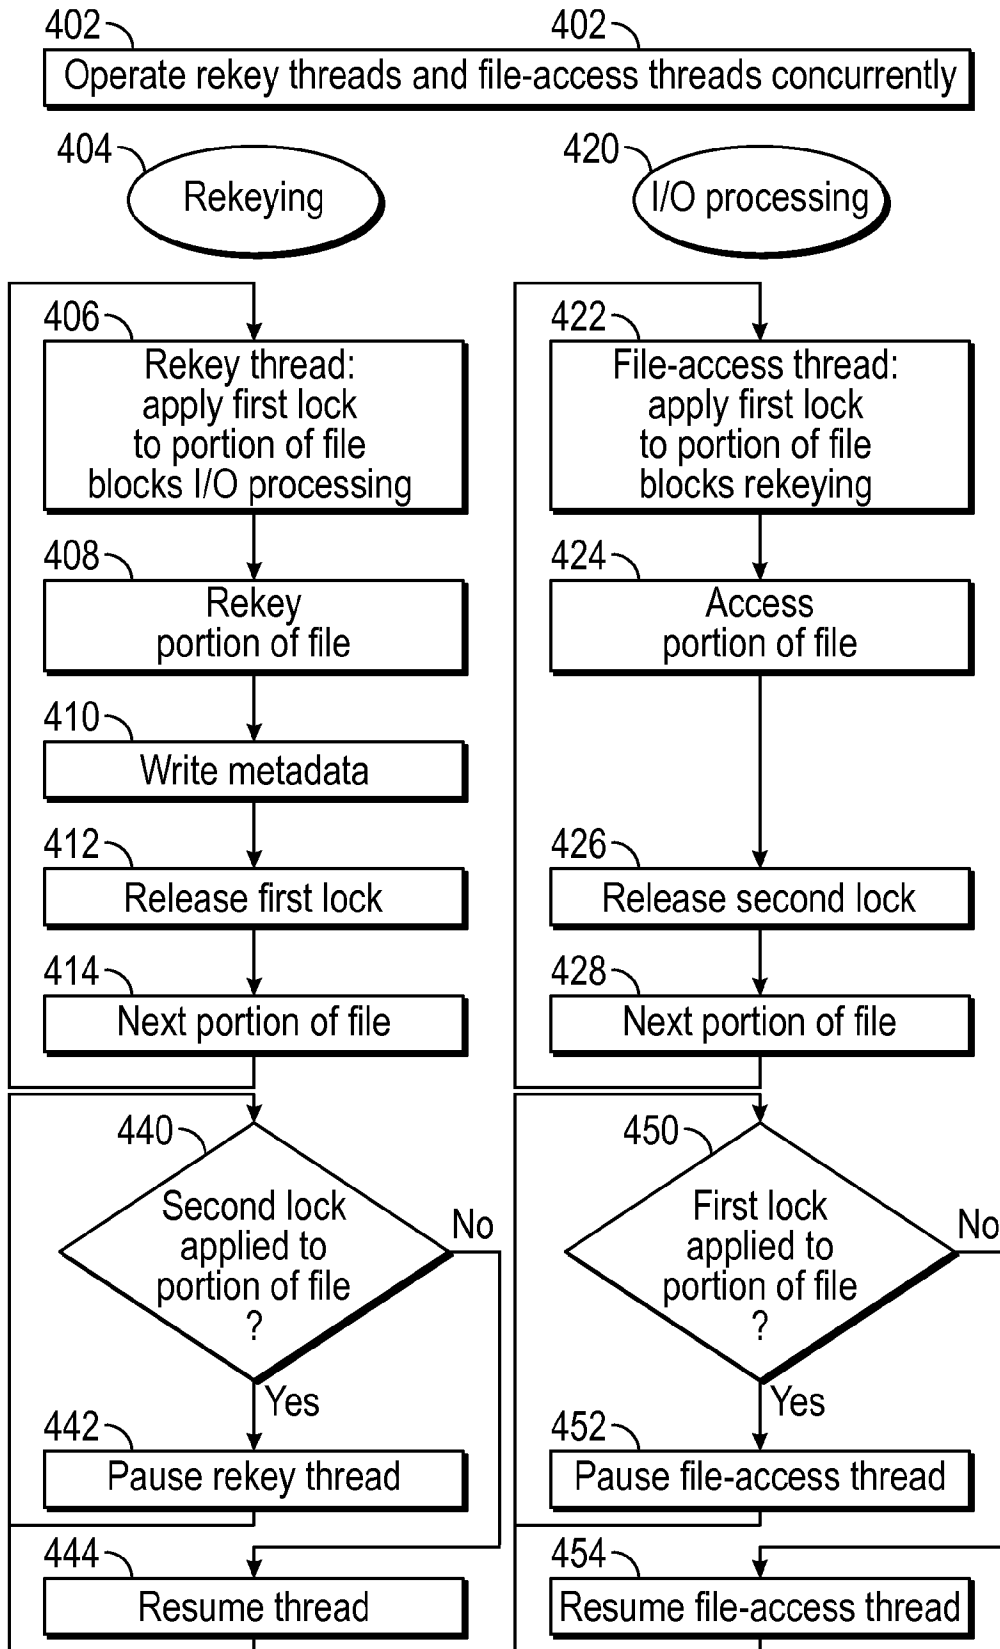 402
402
Operate rekey threads and file-access threads concurrently
404
Rekeying
420
I/O processing
406
Rekey thread:
apply first lock
to portion of file
blocks I/O processing
422
File-access thread:
apply first lock
to portion of file
blocks rekeying
408
Rekey
portion of file
424
Access
portion of file
410
Write metadata
412
Release first lock
426
Release second lock
414
Next portion of file
428
Next portion of file
440
Second lock
applied to
portion of file
?
No
Yes
450
First lock
applied to
portion of file
?
No
Yes
442
Pause rekey thread
452
Pause file-access thread
444
Resume thread
454
Resume file-access thread